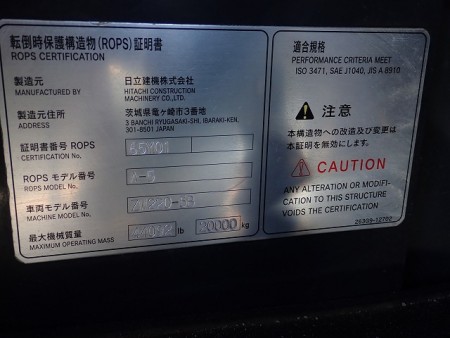 転倒時保護構造物(ROPS)証明書
ROPS CERTIFICATION
製造元 日立建機株式会社
MANUFACTURED BY HITACHI CONSTRUCTION
MACHINERY CO.,LTD.
製造元住所 茨城県竜ヶ崎市3番地
ADDRESS 3 BANCHI RYUGASAKI-SHI, IBARAKI-KEN,
301-8501 JAPAN
証明書番号 ROPS 45Y01
CERTIFICATION No.
ROPS モデル番号
ROPS MODEL No.
車両モデル番号
MACHINE MODEL No.
最大機械質量 lb 20000 kg
MAXIMUM OPERATING MASS
適合規格
PERFORMANCE CRITERIA MEET
ISO 3471, SAE J1040, JIS A 8910
注意
本構造物への改造及び変更は
本証明を無効にします。
CAUTION
ANY ALTERATION OR MODIFI-
CATION TO THIS STRUCTURE
VOIDS THE CERTIFICATION